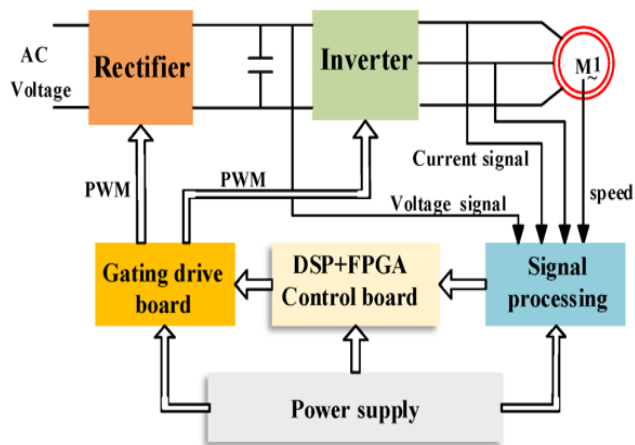 AC
Voltage
Rectifier
Inverter
M1
~
PWM
PWM
Current signal
Voltage signal
speed
Gating drive
board
DSP+FPGA
Control board
Signal
processing
Power supply